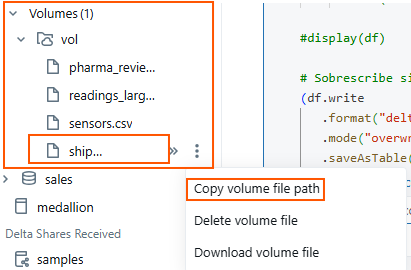 Volumes (1)
vol
pharma_revie...
readings_larg...
sensors.csv
ship...
sales
medallion
Delta Shares Received
samples
#display(df)
# Sobrescribe si
(df.write
.format("delt
.mode("overwr
.saveAsTable(
Copy volume file path
Delete volume file
Download volume file